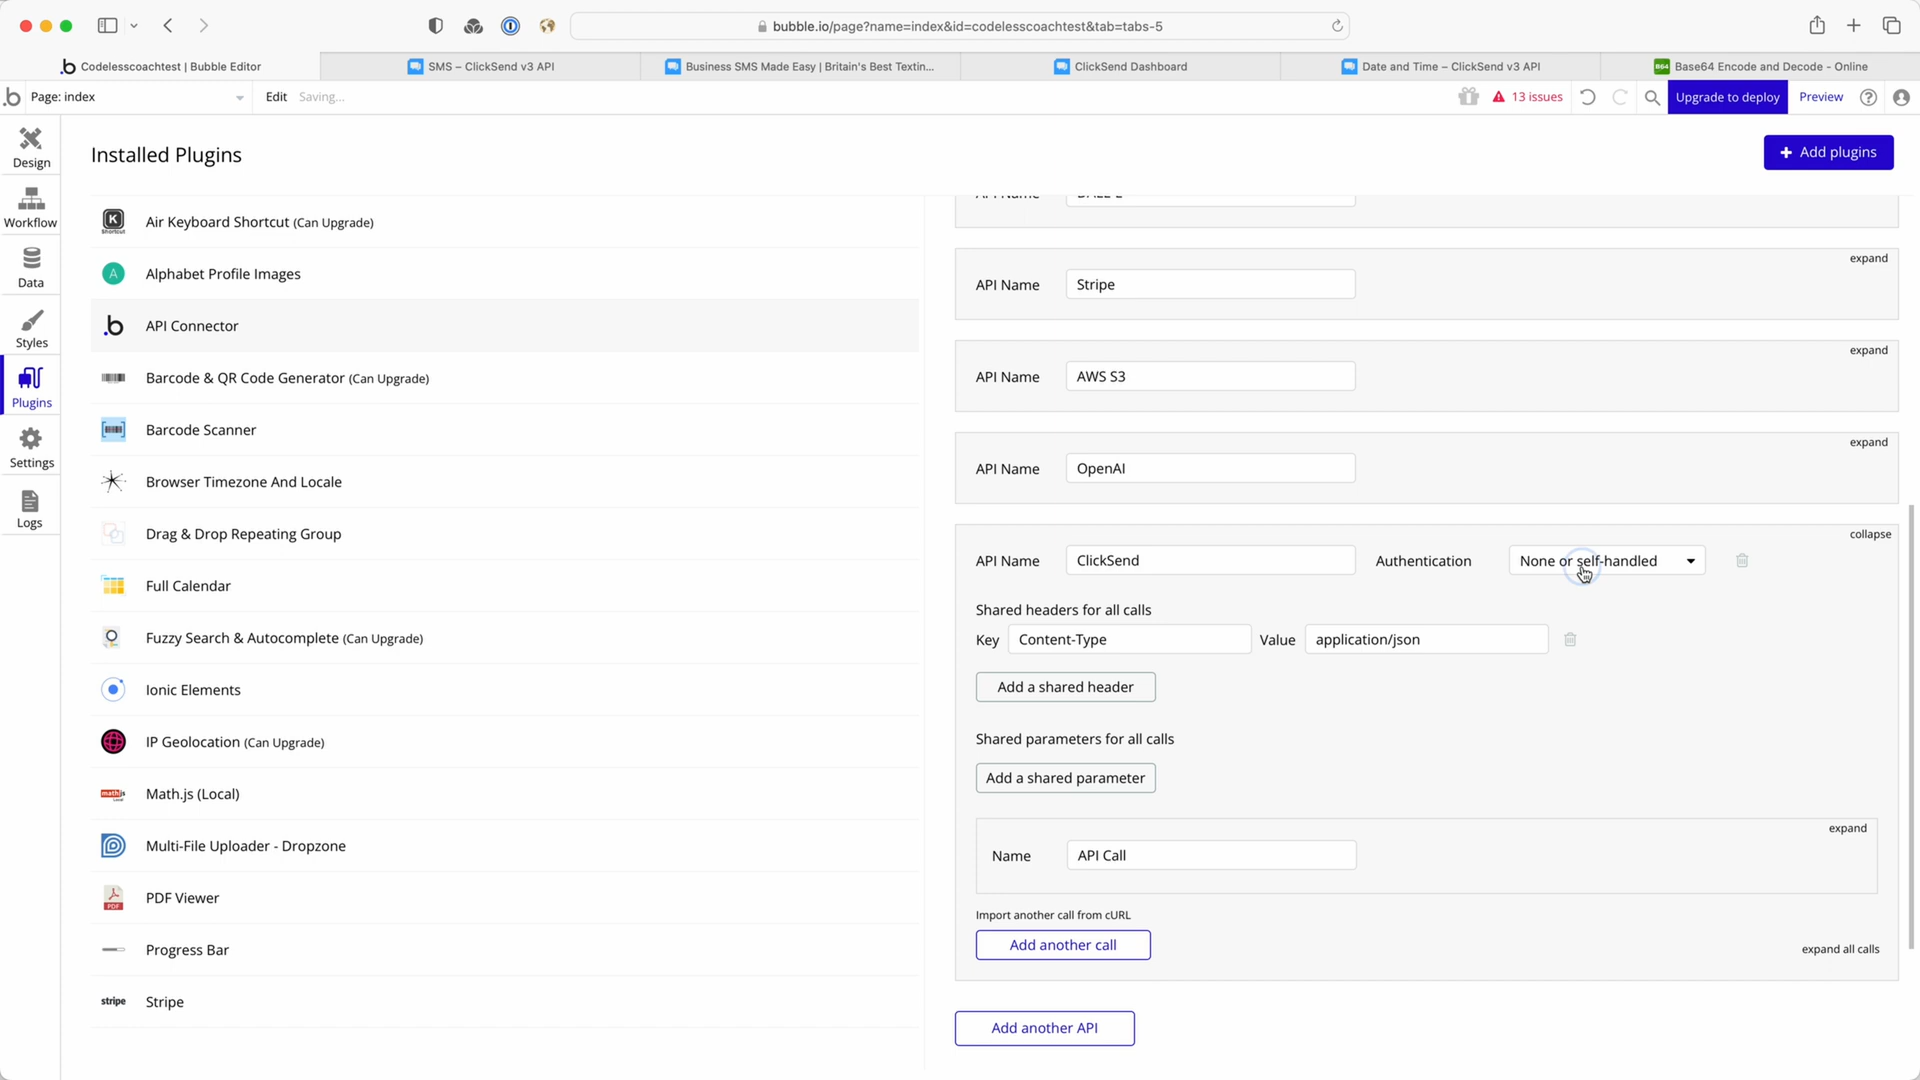 bubble.io/page?name=index&id=codelesscoachtest&tab=tabs-5
Codelesscoachtest | Bubble Editor
SMS – ClickSend v3 API
Business SMS Made Easy | Britain's Best Textin...
ClickSend Dashboard
Date and Time – ClickSend v3 API
Base64 Encode and Decode - Online
Page: index
Edit
Saving...
13 issues
Upgrade to deploy
Preview
Design
Workflow
Data
Styles
Plugins
Settings
Logs
Installed Plugins
Add plugins
Air Keyboard Shortcut (Can Upgrade)
Alphabet Profile Images
API Connector
Barcode & QR Code Generator (Can Upgrade)
Barcode Scanner
Browser Timezone And Locale
Drag & Drop Repeating Group
Full Calendar
Fuzzy Search & Autocomplete (Can Upgrade)
Ionic Elements
IP Geolocation (Can Upgrade)
Math.js (Local)
Multi-File Uploader - Dropzone
PDF Viewer
Progress Bar
stripe Stripe
expand
API Name Stripe
expand
API Name AWS S3
expand
API Name OpenAI
collapse
API Name ClickSend Authentication None or self-handled
Shared headers for all calls
Key Content-Type Value application/json
Add a shared header
Shared parameters for all calls
Add a shared parameter
expand
Name API Call
Import another call from cURL
Add another call
expand all calls
Add another API